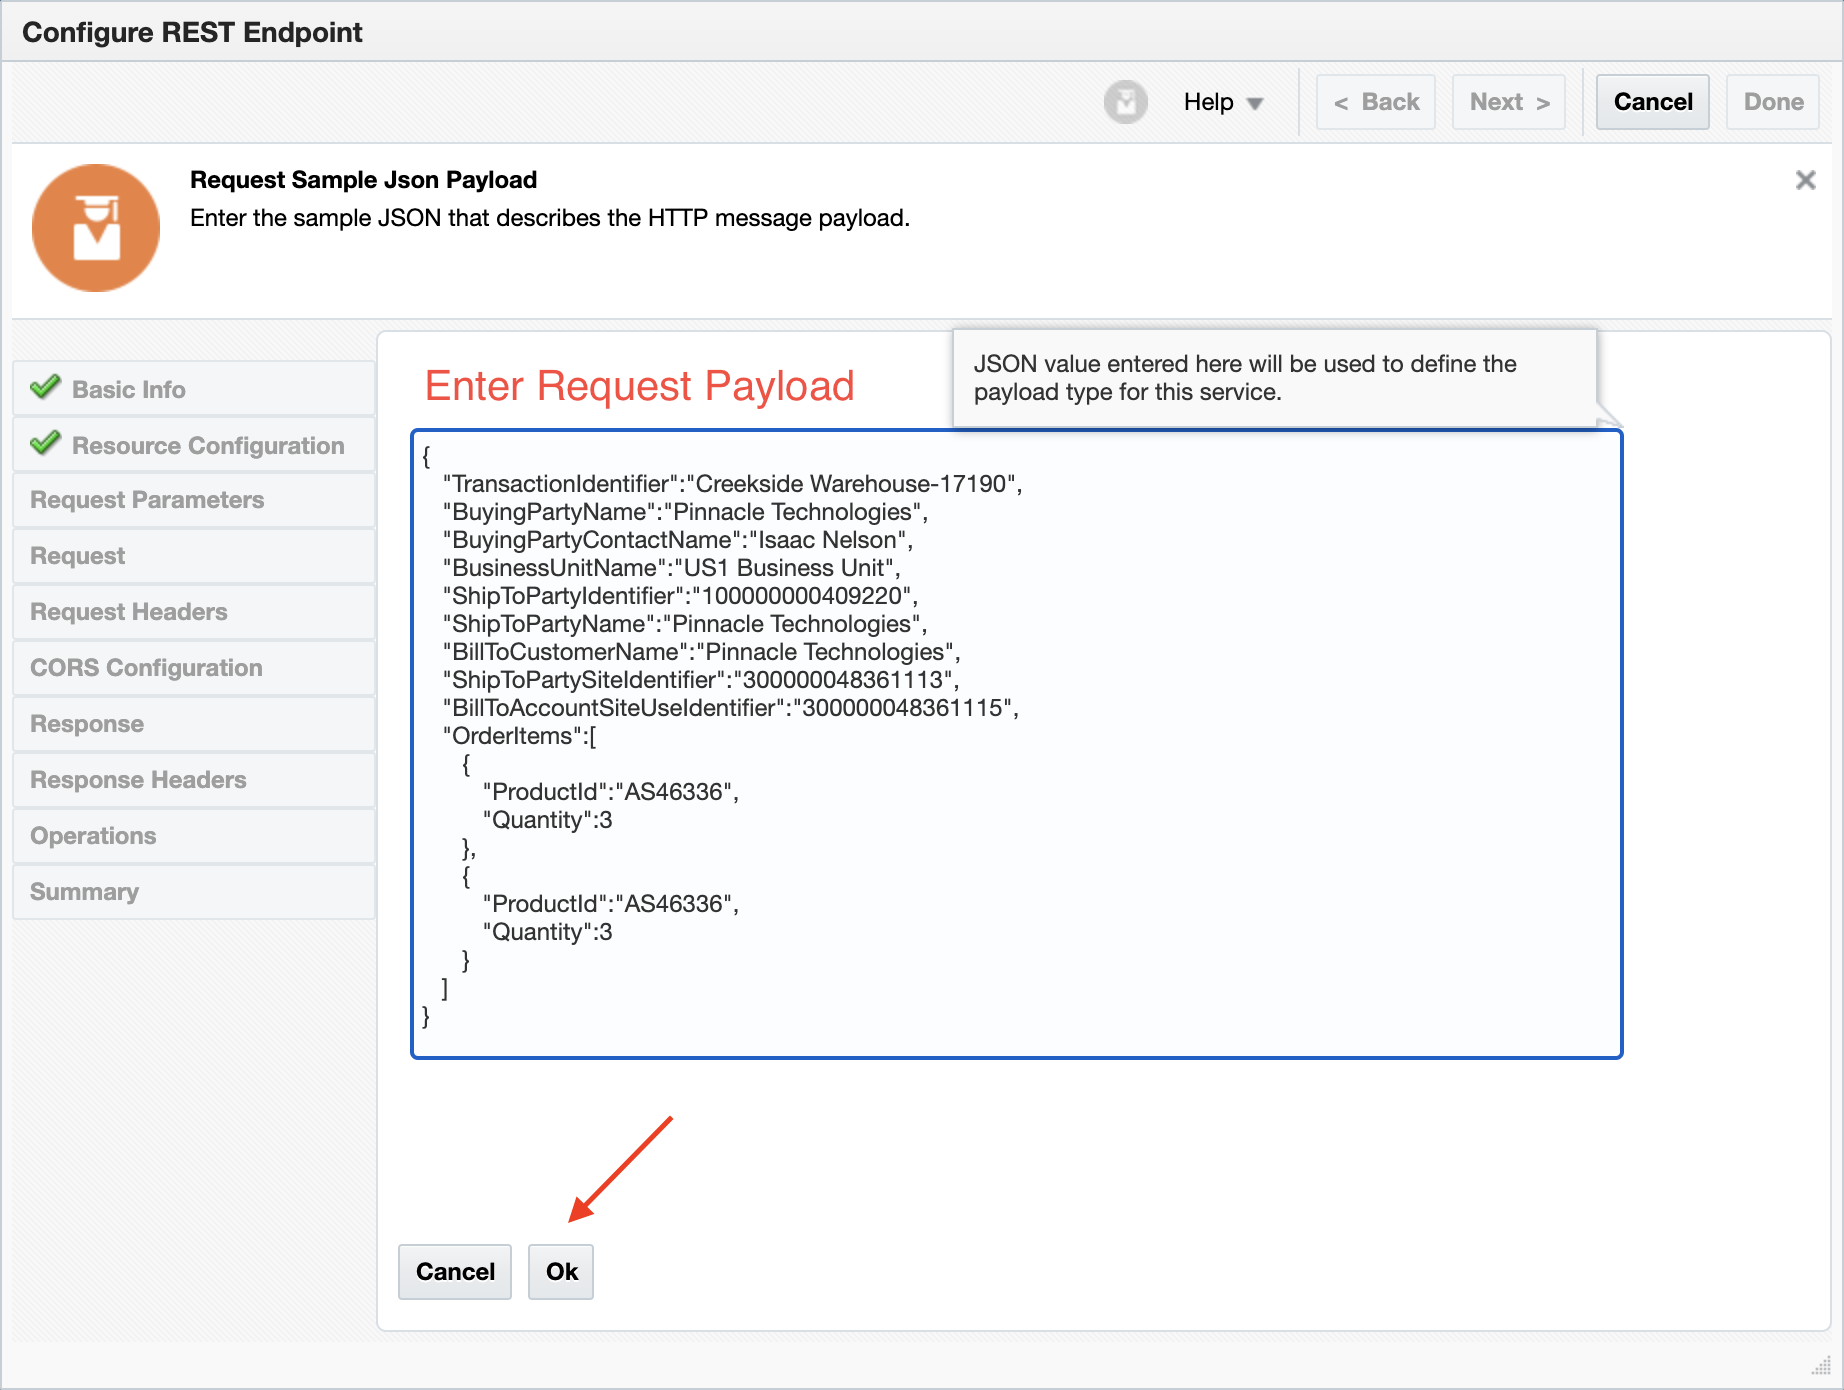 Configure REST Endpoint
Help
< Back
Next >
Cancel
Done
Request Sample Json Payload
Enter the sample JSON that describes the HTTP message payload.
Basic Info
Resource Configuration
Request Parameters
Request
Request Headers
CORS Configuration
Response
Response Headers
Operations
Summary
Enter Request Payload
JSON value entered here will be used to define the
payload type for this service.
{
"TransactionIdentifier":"Creekside Warehouse-17190",
"BuyingPartyName":"Pinnacle Technologies",
"BuyingPartyContactName":"Isaac Nelson",
"BusinessUnitName":"US1 Business Unit",
"ShipToPartyIdentifier":"100000000409220",
"ShipToPartyName":"Pinnacle Technologies",
"BillToCustomerName":"Pinnacle Technologies",
"ShipToPartySiteIdentifier":"300000048361113",
"BillToAccountSiteUseIdentifier":"300000048361115",
"OrderItems":[
{
"ProductId":"AS46336",
"Quantity":3
},
{
"ProductId":"AS46336",
"Quantity":3
}
]
}
Cancel
Ok